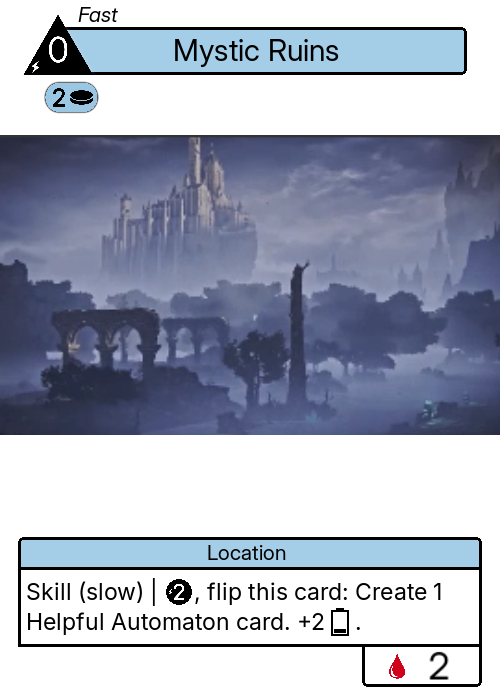 Fast
0
Mystic Ruins
2
Location
Skill (slow) | 2, flip this card: Create 1
Helpful Automaton card. +2 .
2